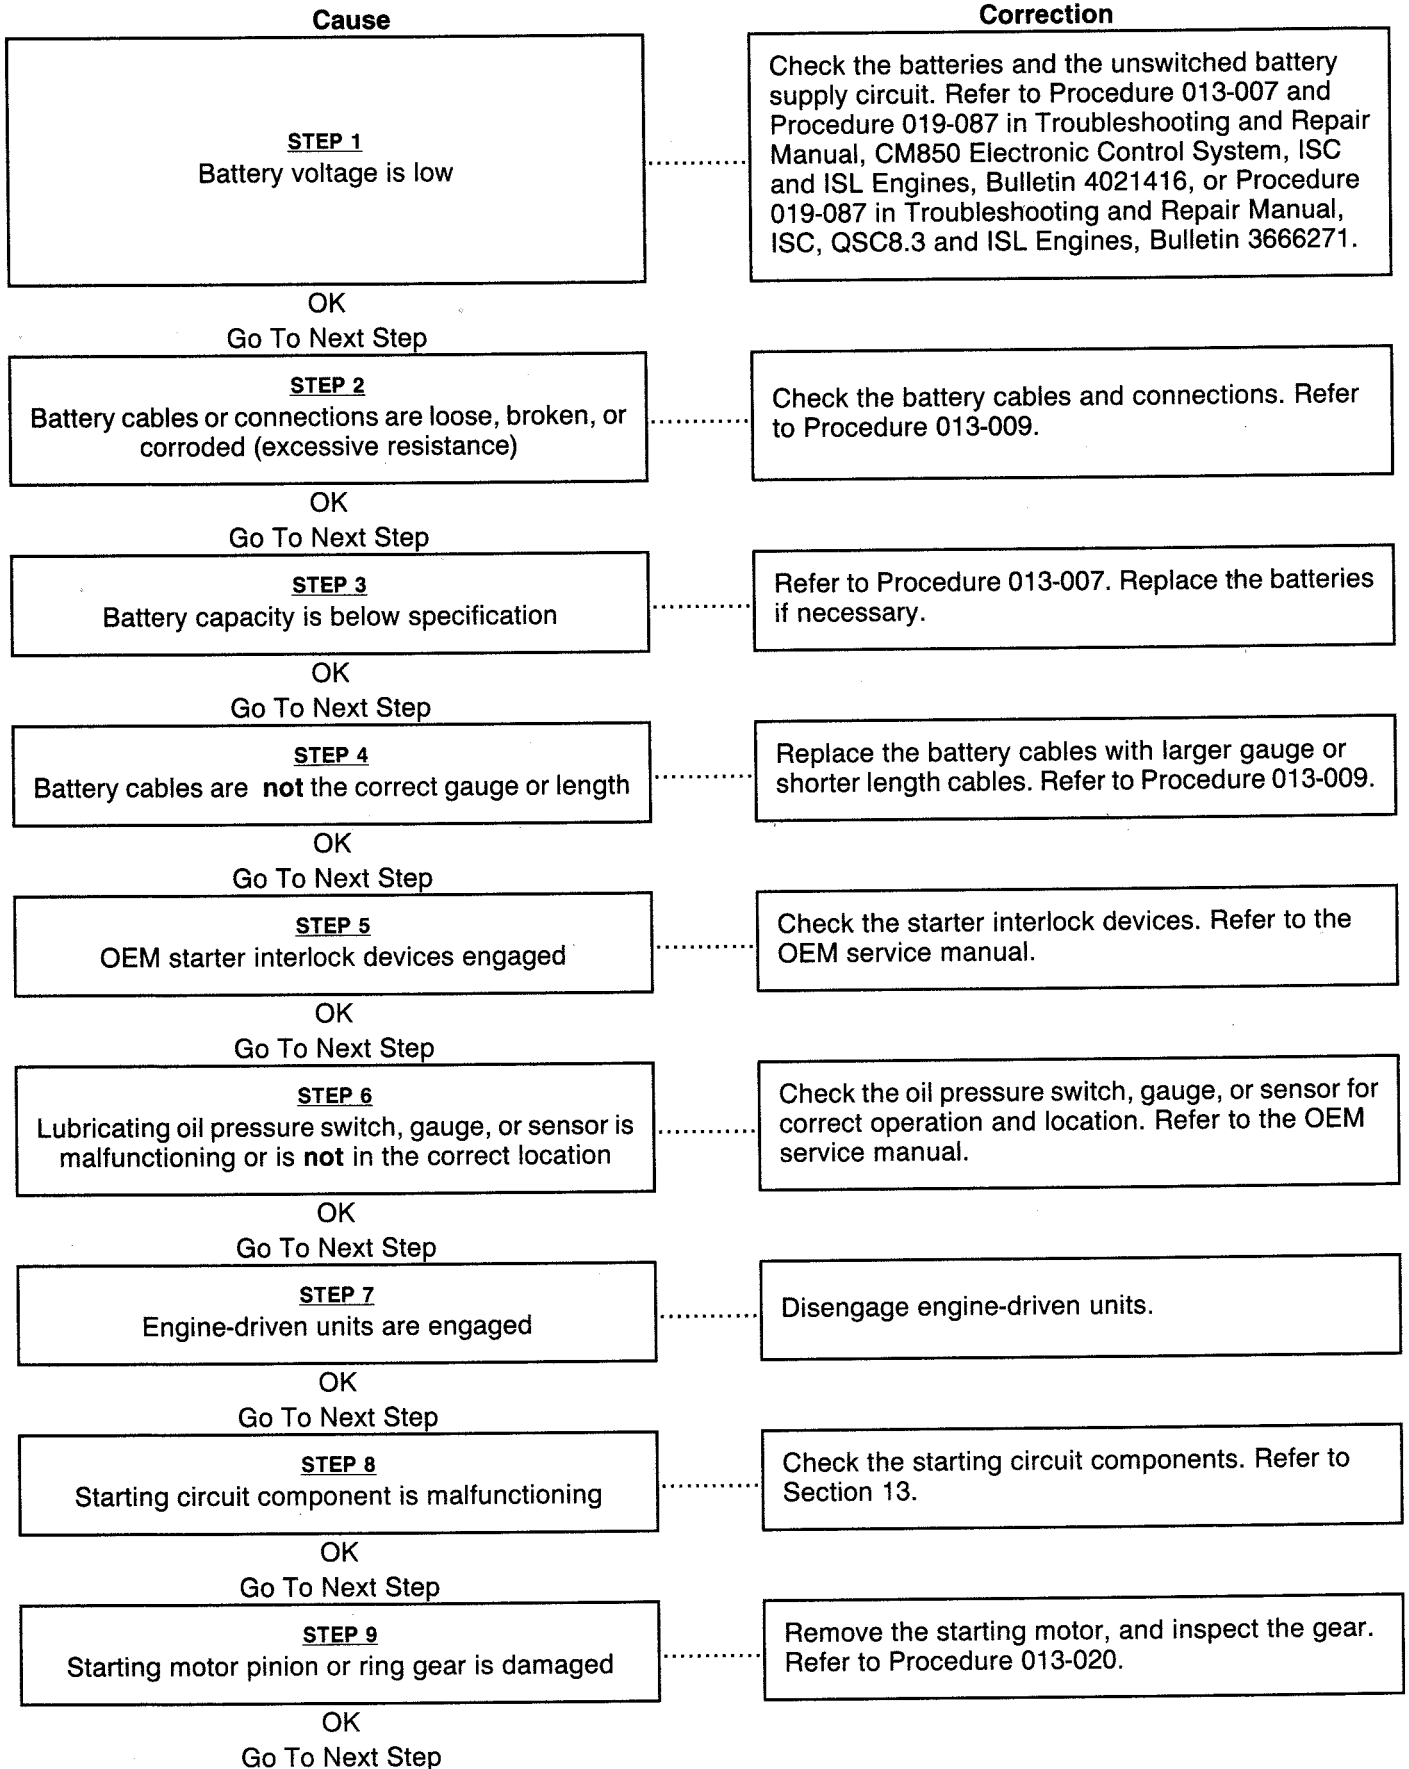 Cause
Correction
STEP 1
Battery voltage is low
Check the batteries and the unswitched battery
supply circuit. Refer to Procedure 013-007 and
Procedure 019-087 in Troubleshooting and Repair
Manual, CM850 Electronic Control System, ISC
and ISL Engines, Bulletin 4021416, or Procedure
019-087 in Troubleshooting and Repair Manual,
ISC, QSC8.3 and ISL Engines, Bulletin 3666271.
OK
Go To Next Step
STEP 2
Battery cables or connections are loose, broken, or
corroded (excessive resistance)
Check the battery cables and connections. Refer
to Procedure 013-009.
OK
Go To Next Step
STEP 3
Battery capacity is below specification
Refer to Procedure 013-007. Replace the batteries
if necessary.
OK
Go To Next Step
STEP 4
Battery cables are not the correct gauge or length
Replace the battery cables with larger gauge or
shorter length cables. Refer to Procedure 013-009.
OK
Go To Next Step
STEP 5
OEM starter interlock devices engaged
Check the starter interlock devices. Refer to the
OEM service manual.
OK
Go To Next Step
STEP 6
Lubricating oil pressure switch, gauge, or sensor is
malfunctioning or is not in the correct location
Check the oil pressure switch, gauge, or sensor for
correct operation and location. Refer to the OEM
service manual.
OK
Go To Next Step
STEP 7
Engine-driven units are engaged
Disengage engine-driven units.
OK
Go To Next Step
STEP 8
Starting circuit component is malfunctioning
Check the starting circuit components. Refer to
Section 13.
OK
Go To Next Step
STEP 9
Starting motor pinion or ring gear is damaged
Remove the starting motor, and inspect the gear.
Refer to Procedure 013-020.
OK
Go To Next Step